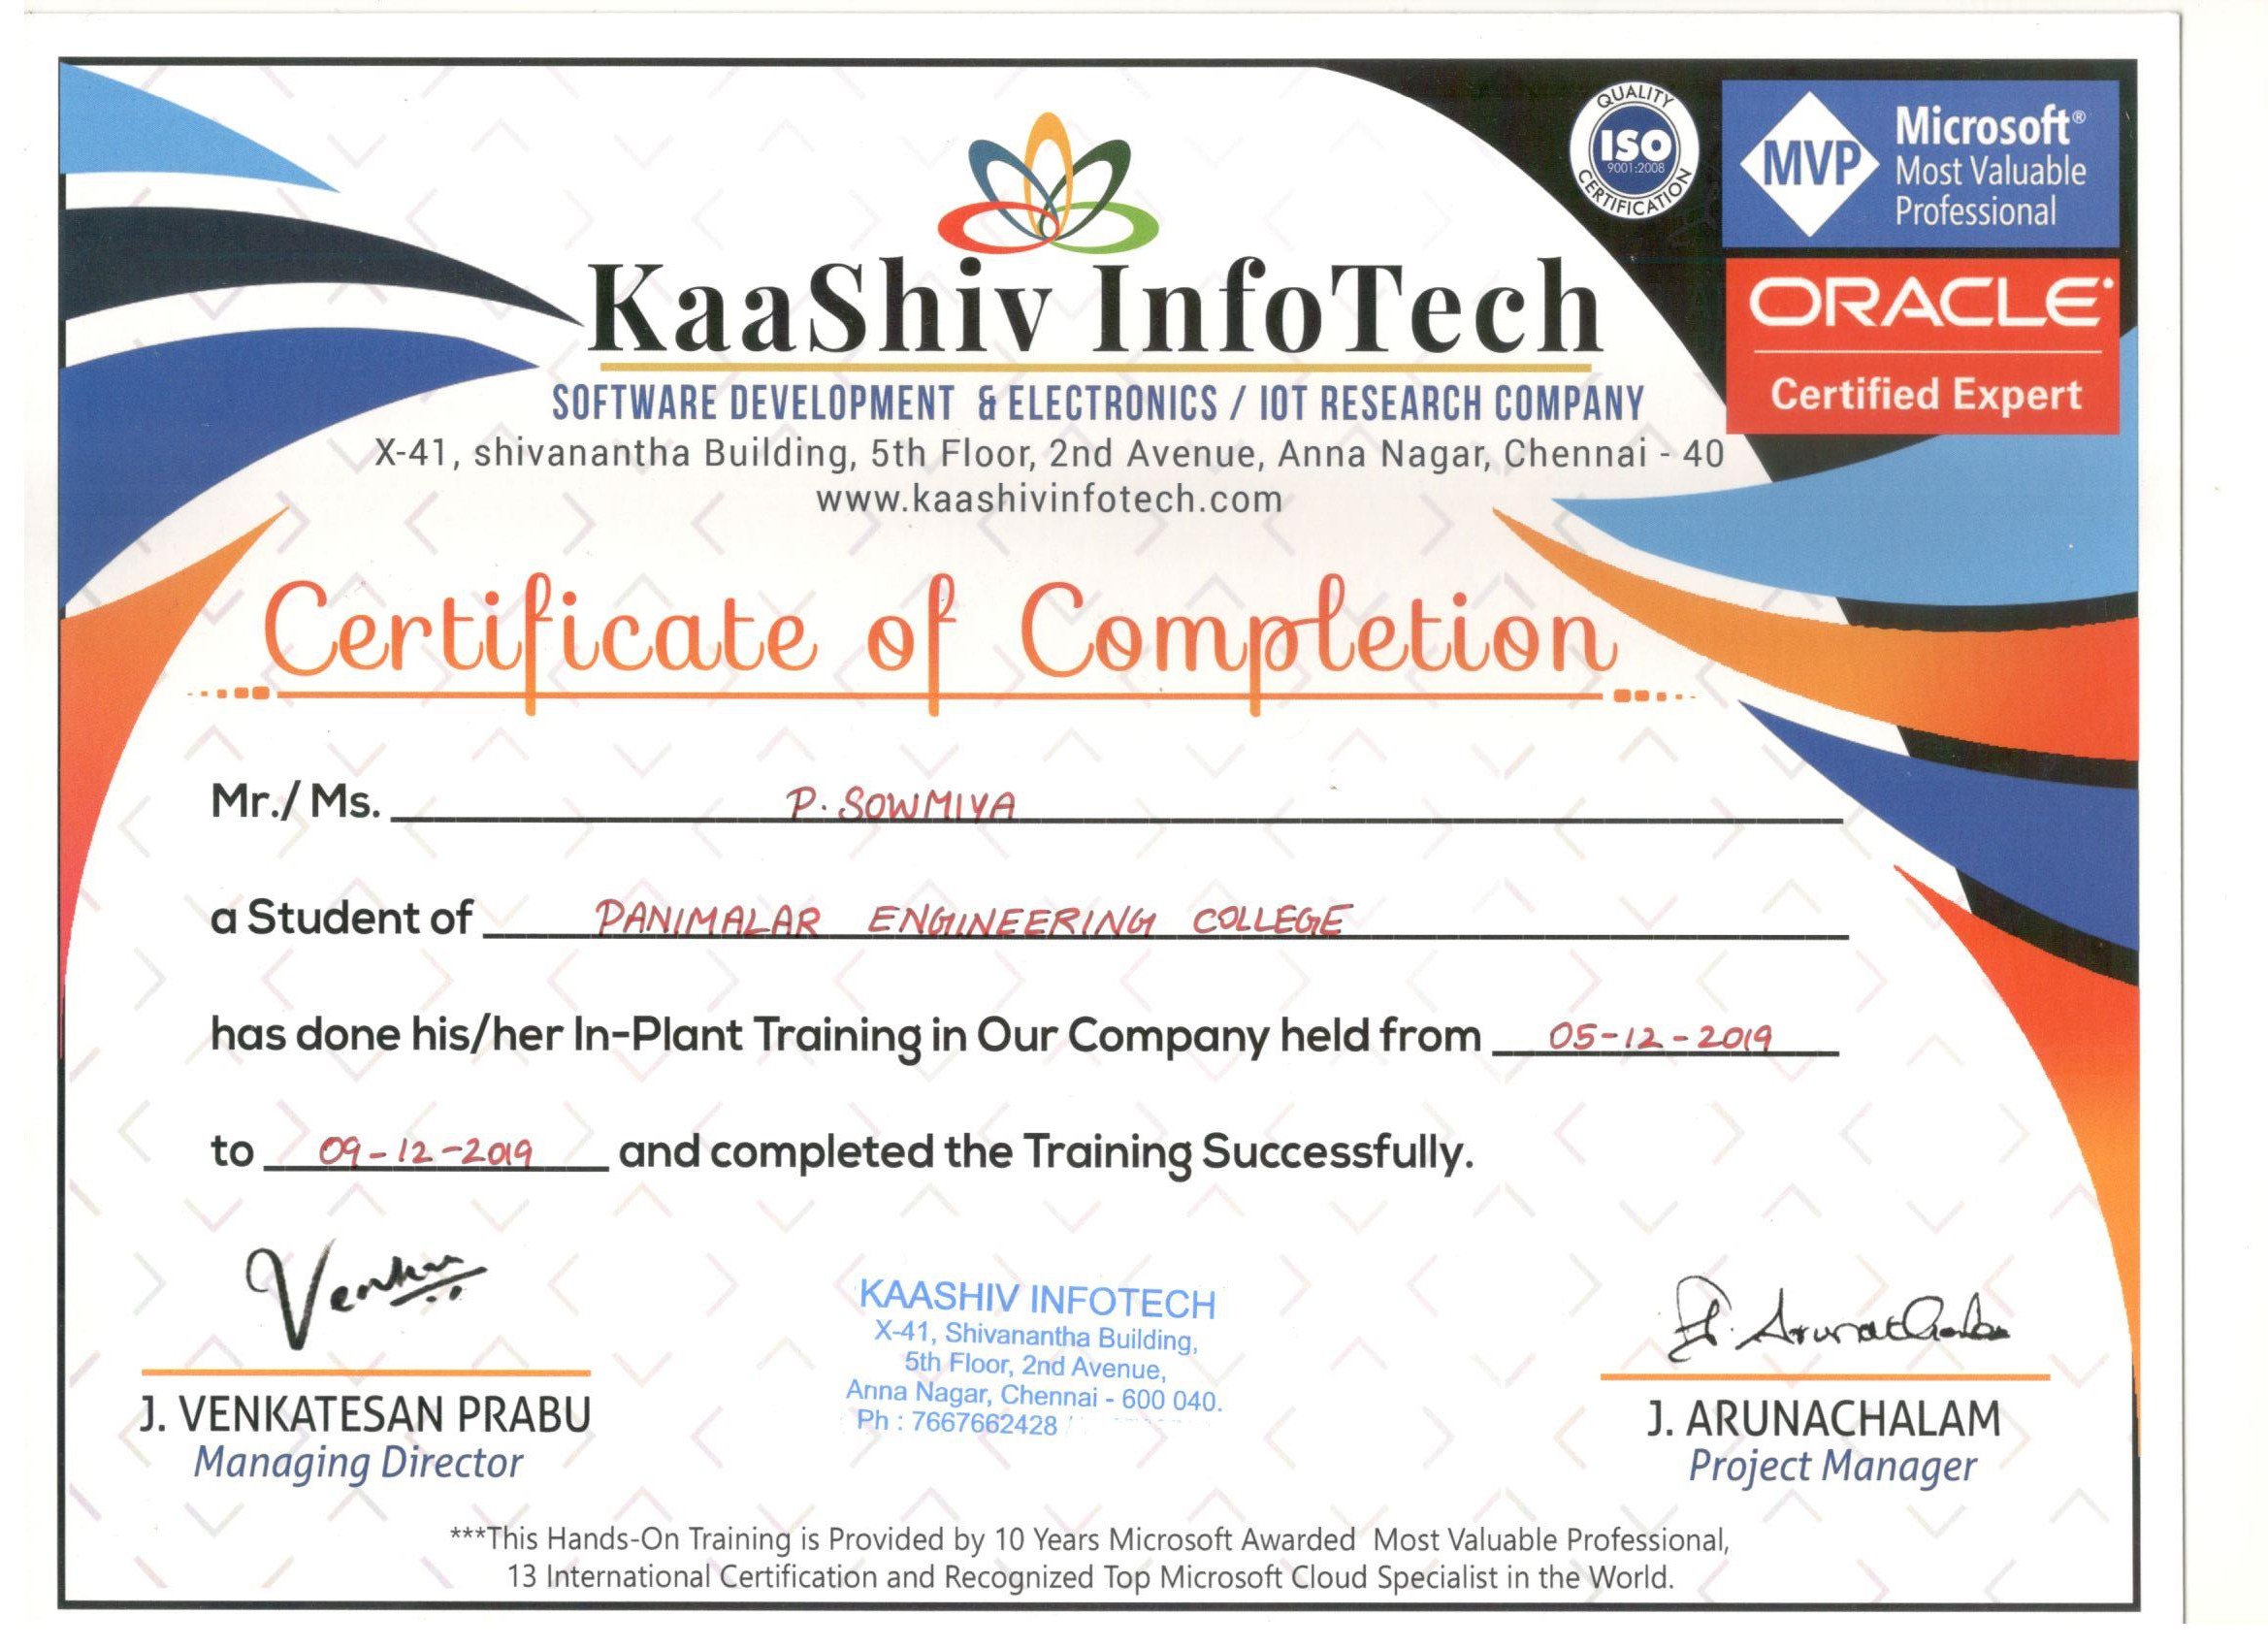 QUALITY
ISO
9001:2008
CERTIFICATION
MVP
Microsoft®
Most Valuable
Professional
ORACLE
Certified Expert
KaaShiv InfoTech
SOFTWARE DEVELOPMENT & ELECTRONICS / IOT RESEARCH COMPANY
X-41, shivanantha Building, 5th Floor, 2nd Avenue, Anna Nagar, Chennai - 40
www.kaashivinfotech.com
Certificate of Completion
Mr./ Ms. P. SOWMIYA
a Student of PANIMALAR ENGINEERING COLLEGE
has done his/her In-Plant Training in Our Company held from 05-12-2019
to 09-12-2019 and completed the Training Successfully.
Venkat
J. Arunachalam
KAASHIV INFOTECH
X-41, Shivanantha Building,
5th Floor, 2nd Avenue,
Anna Nagar, Chennai - 600 040.
Ph : 7667662428 /
J. VENKATESAN PRABU
Managing Director
J. ARUNACHALAM
Project Manager
***This Hands-On Training is Provided by 10 Years Microsoft Awarded Most Valuable Professional,
13 International Certification and Recognized Top Microsoft Cloud Specialist in the World.